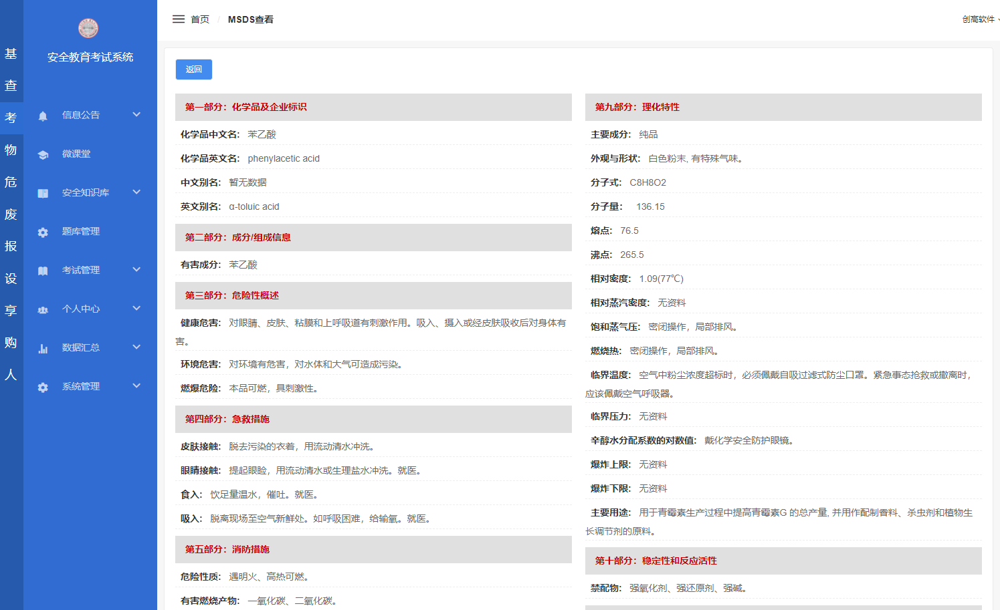 基
查
考
物
危
废
报
设
享
购
人
安全教育考试系统
信息公告
微课堂
安全知识库
题库管理
考试管理
个人中心
数据汇总
系统管理
首页 / MSDS查看
创高软件
返回
第一部分：化学品及企业标识
化学品中文名： 苯乙酸
化学品英文名： phenylacetic acid
中文别名： 暂无数据
英文别名： α-toluic acid
第二部分：成分/组成信息
有害成分： 苯乙酸
第三部分：危险性概述
健康危害： 对眼睛、皮肤、粘膜和上呼吸道有刺激作用。吸入、摄入或经皮肤吸收后对身体有
害。
环境危害： 对环境有危害，对水体和大气可造成污染。
燃爆危险： 本品可燃，具刺激性。
第四部分：急救措施
皮肤接触： 脱去污染的衣着，用流动清水冲洗。
眼睛接触： 提起眼睑，用流动清水或生理盐水冲洗。就医。
食入： 饮足量温水，催吐。就医。
吸入： 脱离现场至空气新鲜处。如呼吸困难，给输氧。就医。
第五部分：消防措施
危险性质： 遇明火、高热可燃。
有害燃烧产物： 一氧化碳、二氧化碳。
第九部分：理化特性
主要成分： 纯品
外观与形状： 白色粉末, 有特殊气味。
分子式： C8H8O2
分子量： 136.15
熔点： 76.5
沸点： 265.5
相对密度： 1.09(77℃)
相对蒸汽密度： 无资料
饱和蒸气压： 密闭操作，局部排风。
燃烧热： 密闭操作，局部排风。
临界温度： 空气中粉尘浓度超标时，必须佩戴自吸过滤式防尘口罩。紧急事态抢救或撤离时，
应该佩戴空气呼吸器。
临界压力： 无资料
辛醇水分配系数的对数值： 戴化学安全防护眼镜。
爆炸上限： 无资料
爆炸下限： 无资料
主要用途： 用于青霉素生产过程中提高青霉素G 的总产量, 并用作配制香料、杀虫剂和植物生
长调节剂的原料。
第十部分：稳定性和反应活性
禁配物： 强氧化剂、强还原剂、强碱。